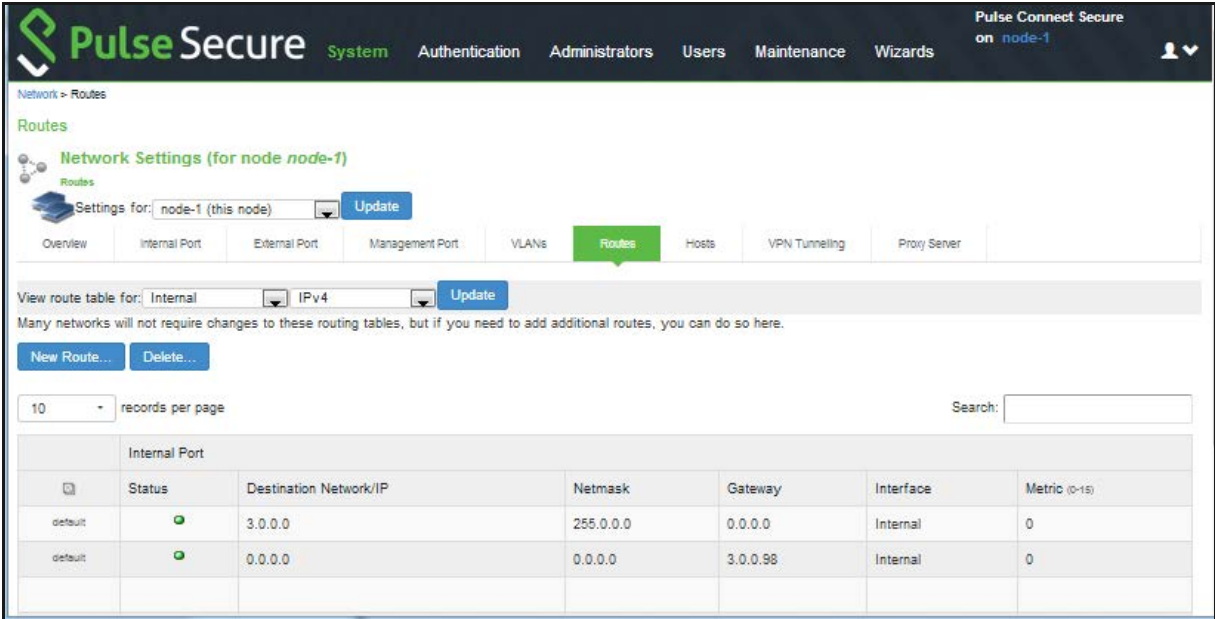 Pulse Secure System Authentication Administrators Users Maintenance Wizards Pulse Connect Secure
on node-1
Network > Routes
Routes
Network Settings (for node node-1)
Routes
Settings for: node-1 (this node) Update
Overview Internal Port External Port Management Port VLANs Routes Hosts VPN Tunneling Proxy Server
View route table for: Internal IPv4 Update
Many networks will not require changes to these routing tables, but if you need to add additional routes, you can do so here.
New Route... Delete...
10 records per page Search:
Internal Port
Status Destination Network/IP Netmask Gateway Interface Metric (0-15)
default 3.0.0.0 255.0.0.0 0.0.0.0 Internal 0
default 0.0.0.0 0.0.0.0 3.0.0.98 Internal 0